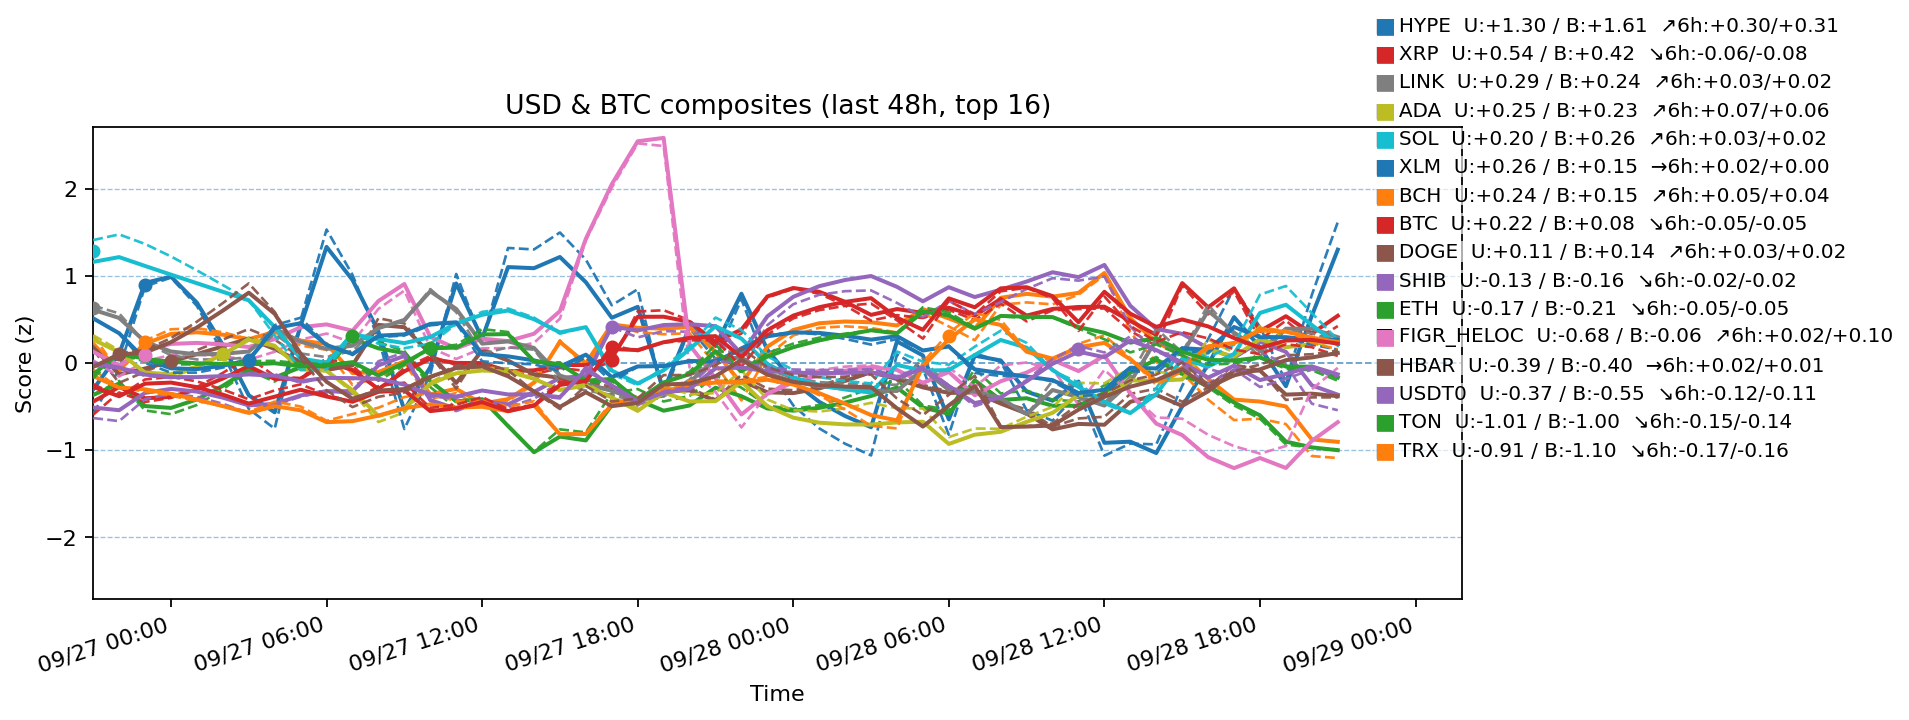 HYPE  U:+1.30 / B:+1.61  ↗6h:+0.30/+0.31
XRP  U:+0.54 / B:+0.42  ↘6h:-0.06/-0.08
LINK  U:+0.29 / B:+0.24  ↗6h:+0.03/+0.02
USD & BTC composites (last 48h, top 16)
ADA  U:+0.25 / B:+0.23  ↗6h:+0.07/+0.06
SOL  U:+0.20 / B:+0.26  ↗6h:+0.03/+0.02
XLM  U:+0.26 / B:+0.15  →6h:+0.02/+0.00
BCH  U:+0.24 / B:+0.15  ↗6h:+0.05/+0.04
BTC  U:+0.22 / B:+0.08  ↘6h:-0.05/-0.05
DOGE  U:+0.11 / B:+0.14  ↗6h:+0.03/+0.02
SHIB  U:-0.13 / B:-0.16  ↘6h:-0.02/-0.02
ETH  U:-0.17 / B:-0.21  ↘6h:-0.05/-0.05
FIGR_HELOC  U:-0.68 / B:-0.06  ↗6h:+0.02/+0.10
HBAR  U:-0.39 / B:-0.40  →6h:+0.02/+0.01
USDT0  U:-0.37 / B:-0.55  ↘6h:-0.12/-0.11
TON  U:-1.01 / B:-1.00  ↘6h:-0.15/-0.14
TRX  U:-0.91 / B:-1.10  ↘6h:-0.17/-0.16
Score (z)
2
1
0
−1
−2
09/27 00:00
09/27 06:00
09/27 12:00
09/27 18:00
09/28 00:00
09/28 06:00
09/28 12:00
09/28 18:00
09/29 00:00
Time